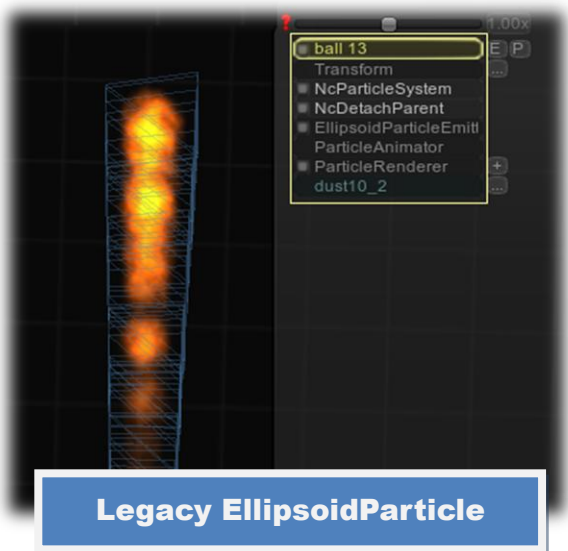 ? 1.00x
ball 13 E P
Transform ...
NcParticleSystem
NcDetachParent
EllipsoidParticleEmitt
ParticleAnimator
ParticleRenderer +
dust10_2 ...
Legacy EllipsoidParticle